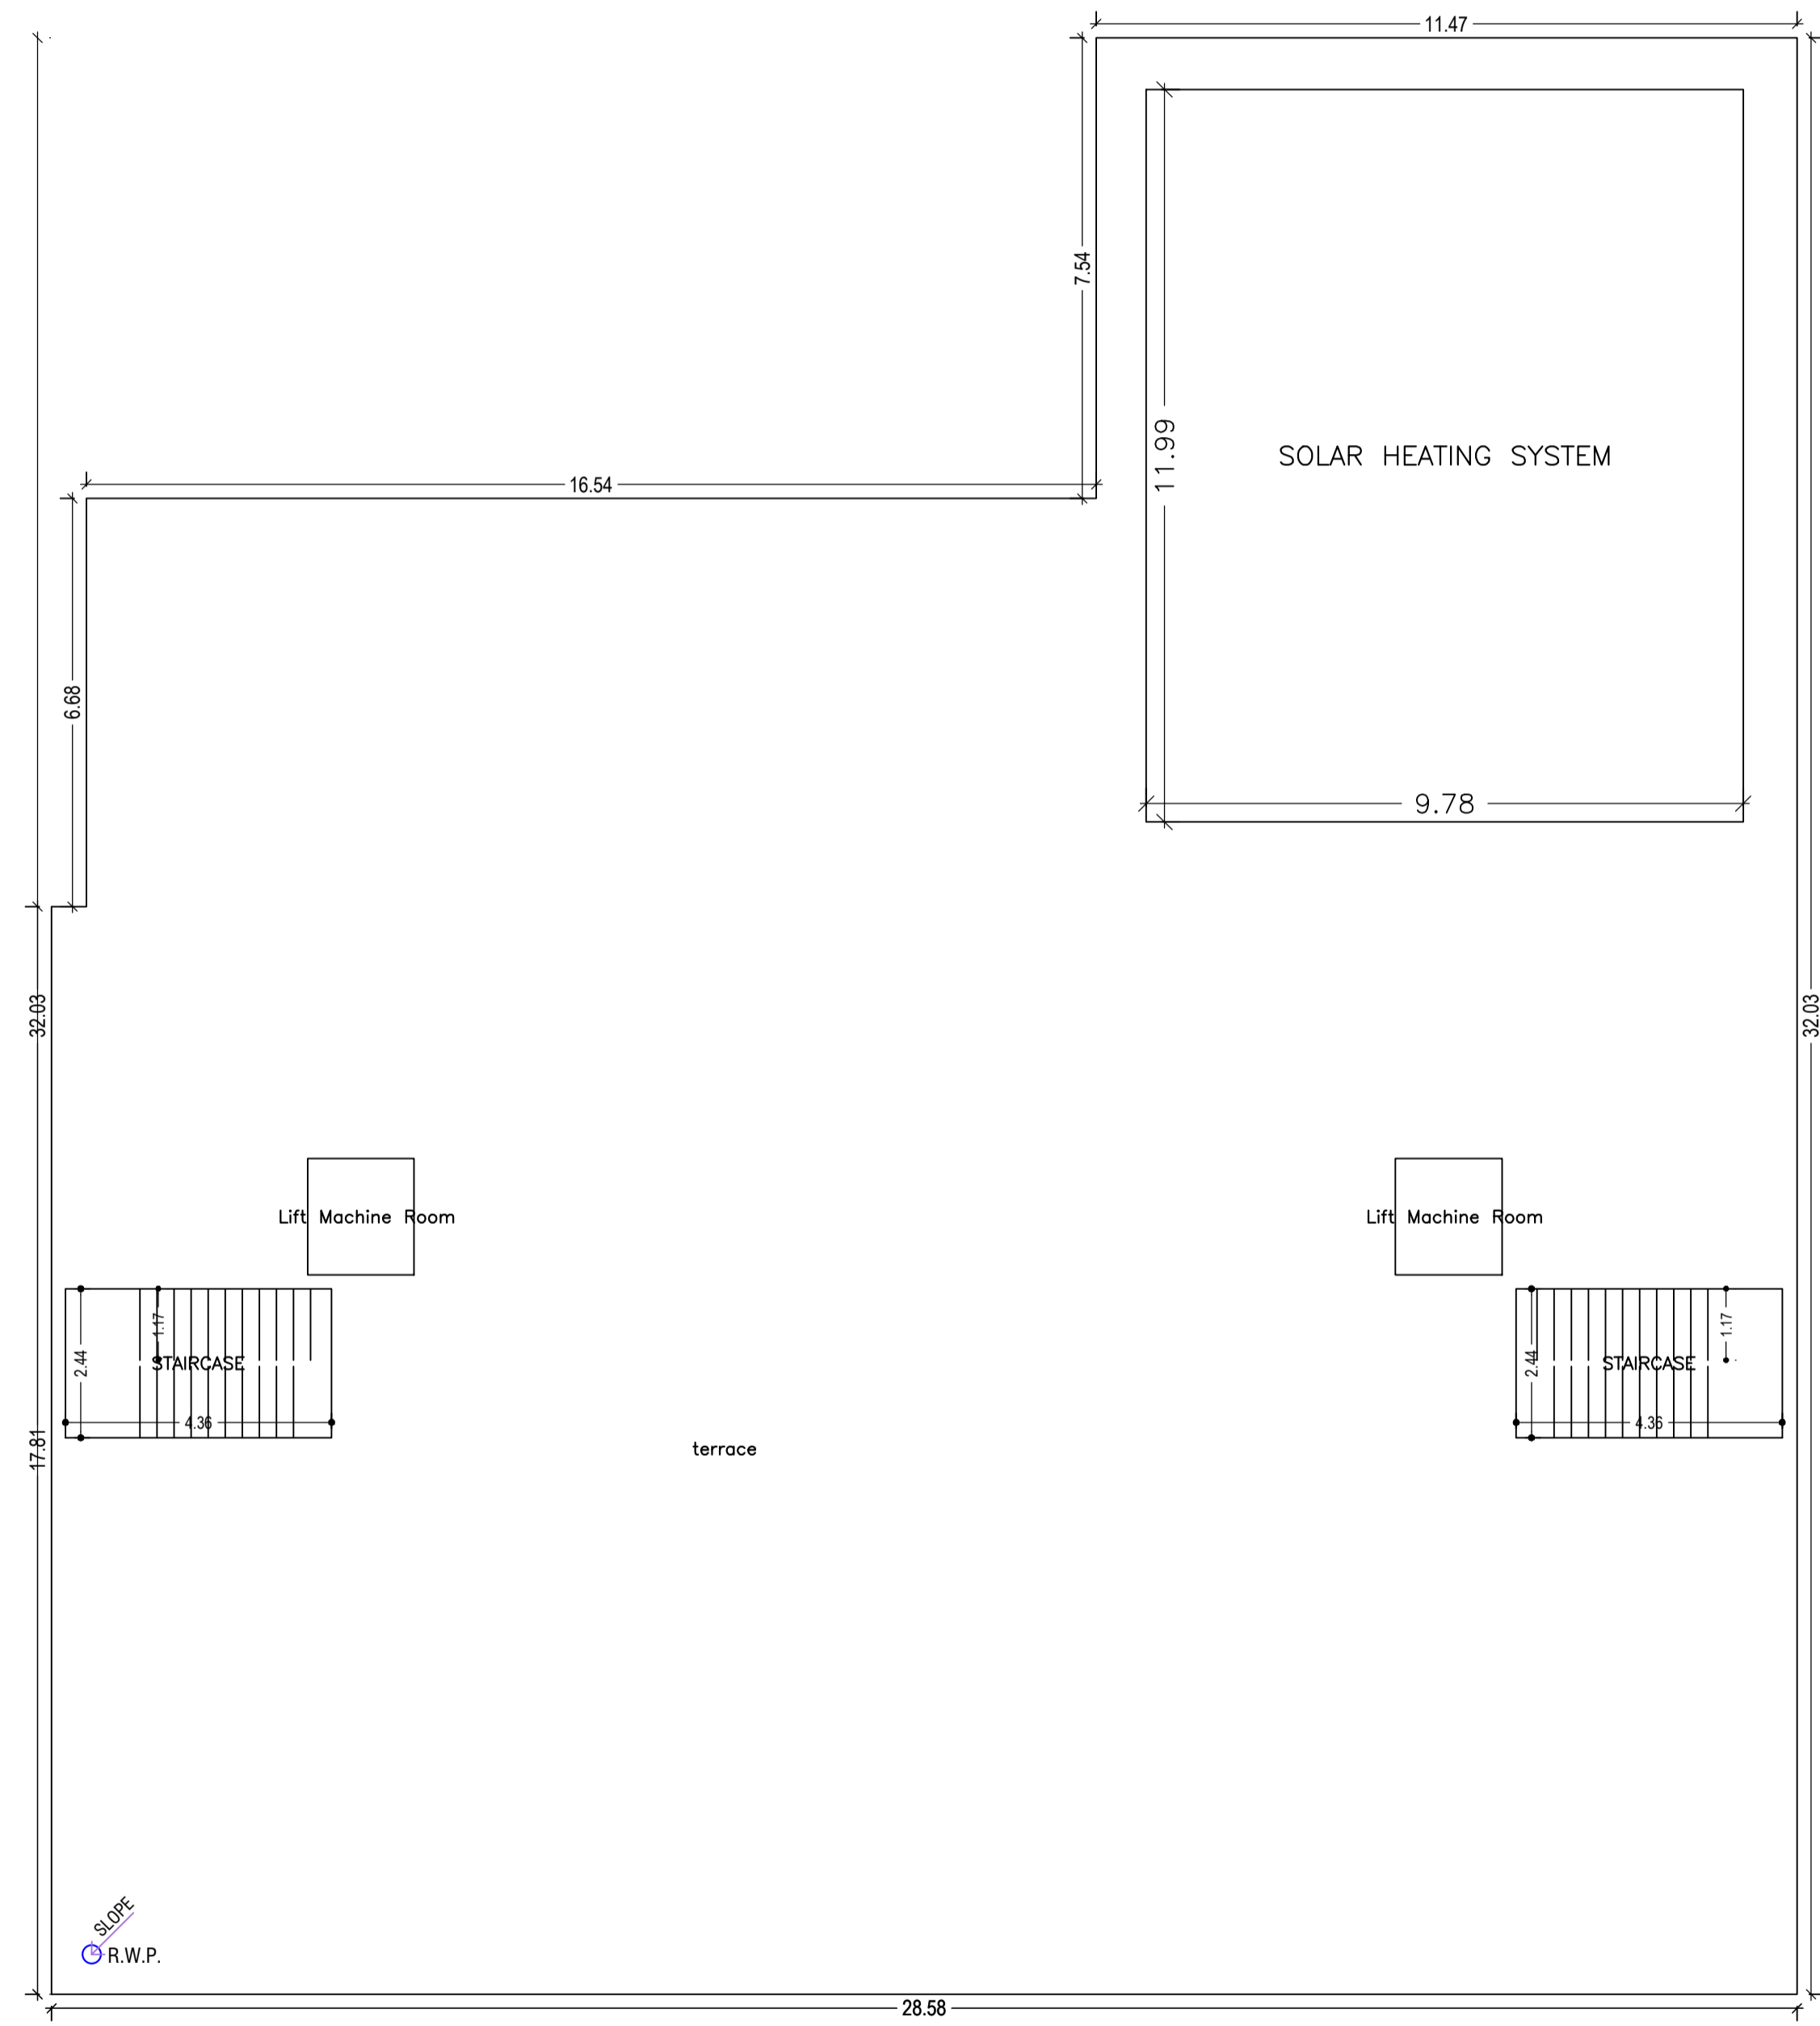 11.47
7.54
11.99
SOLAR HEATING SYSTEM
16.54
6.68
9.78
32.03
32.03
Lift Machine Room
Lift Machine Room
1.17
1.17
2.44
STAIRCASE
2.44
STAIRCASE
4.36
4.36
17.81
terrace
SLOPE
R.W.P.
28.58